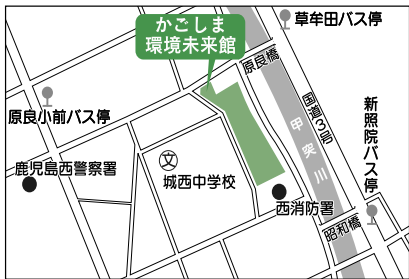 かごしま
環境未来館
草牟田バス停
原良橋
国道3号
新照院バス停
原良小前バス停
甲突川
鹿児島西警察署
文
城西中学校
西消防署
昭和橋